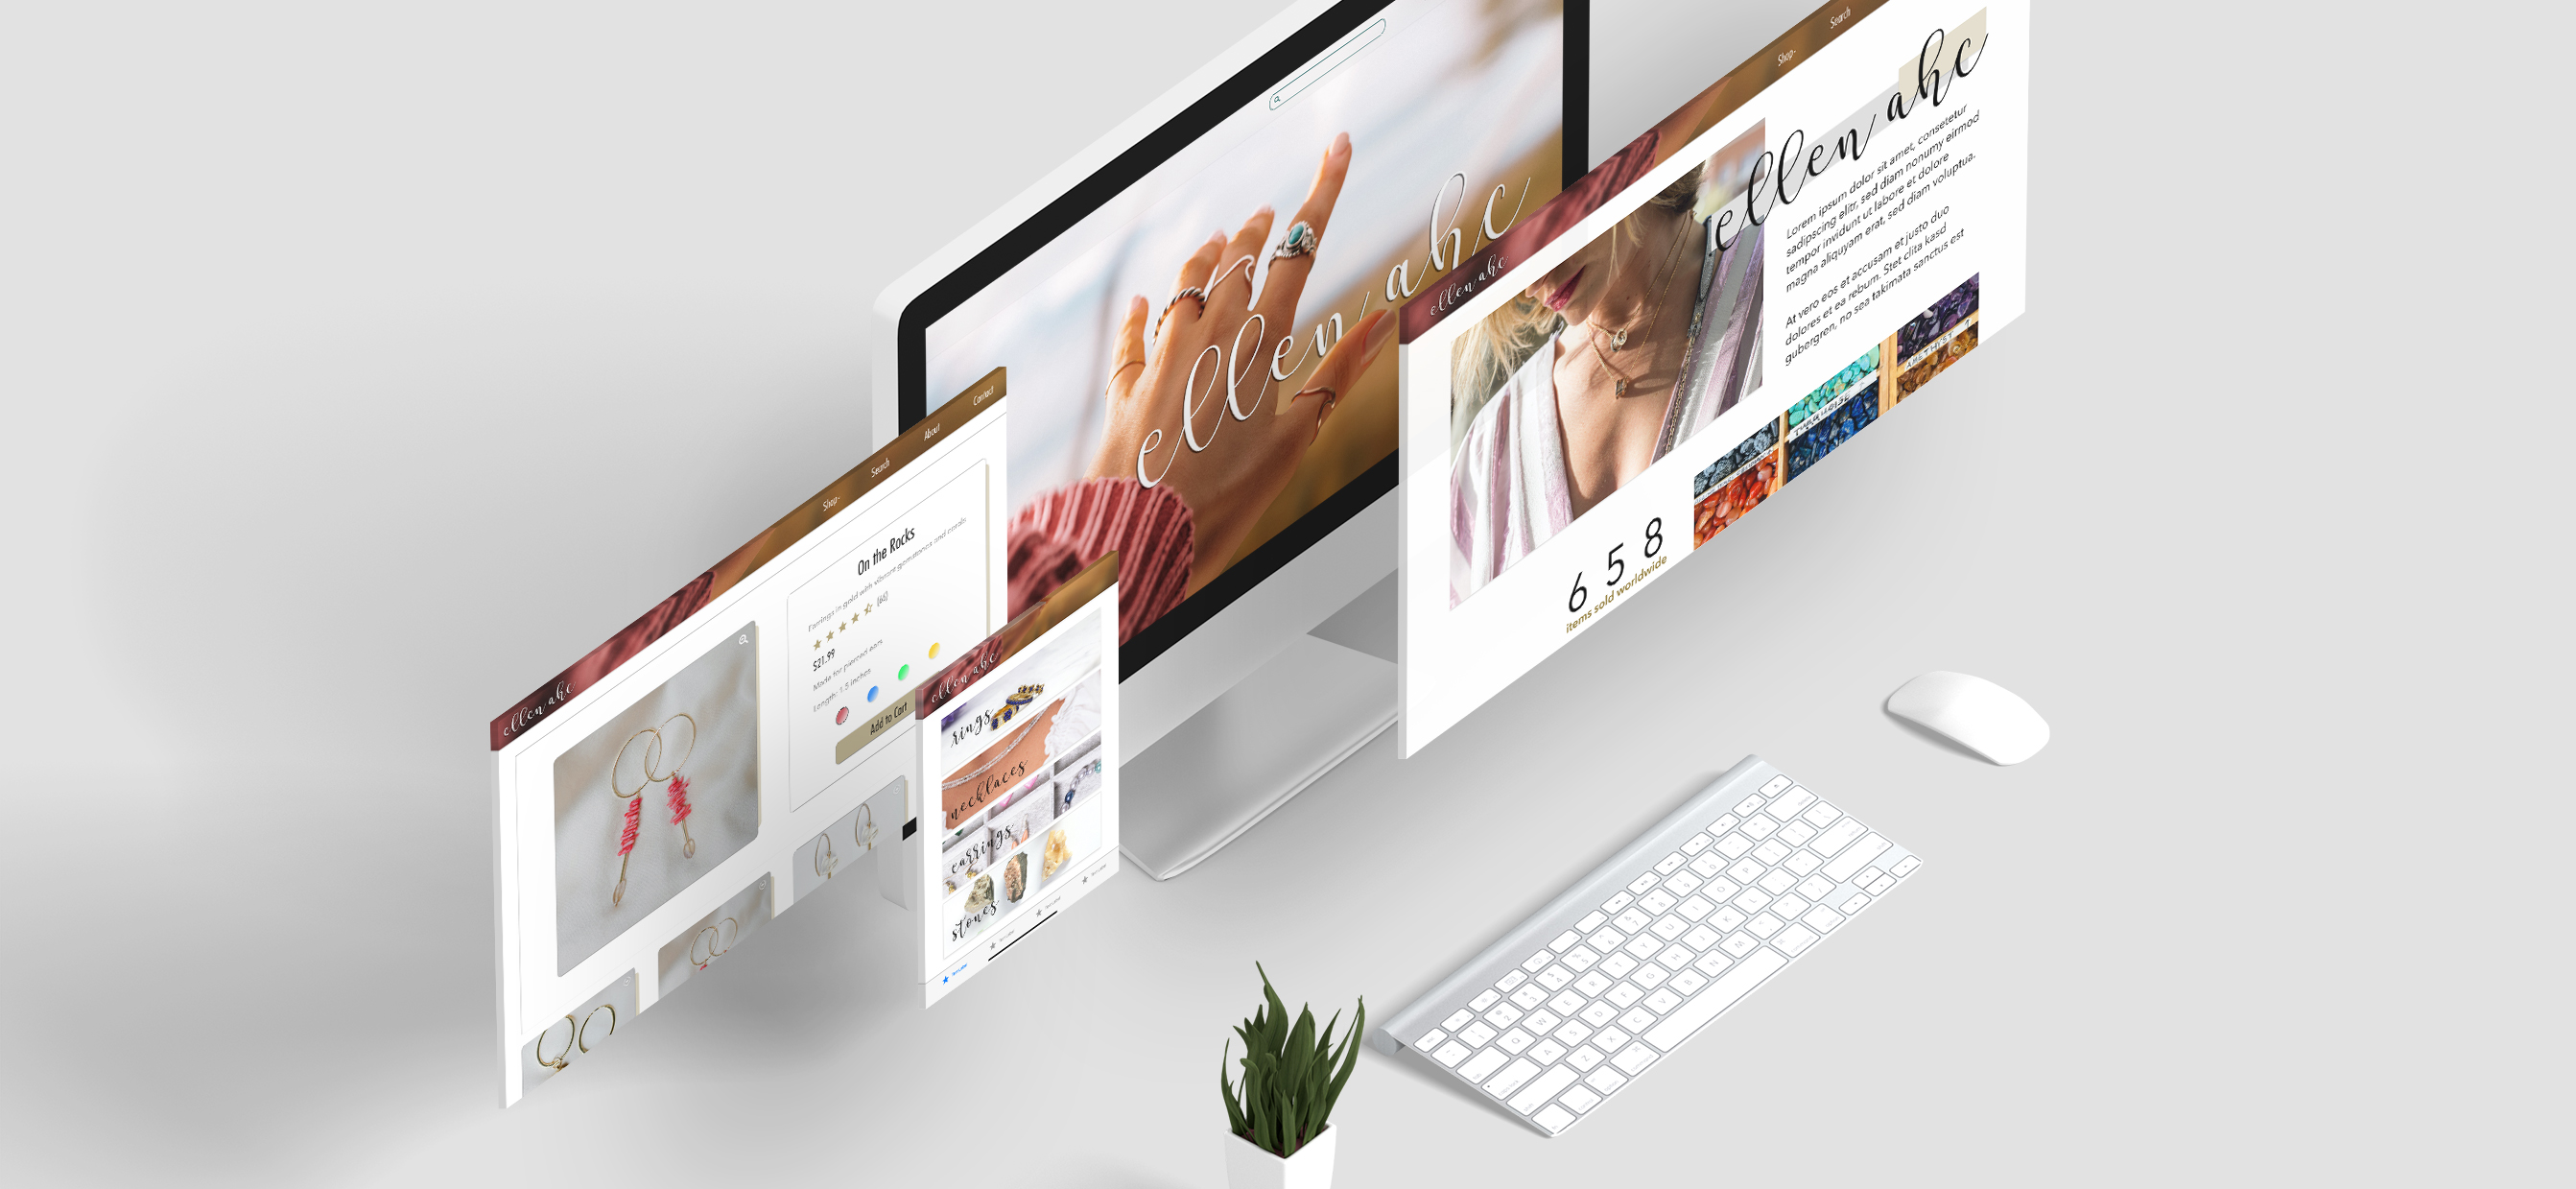 ellen ahc
ellen ahc
Shop
Search
ellen ahc
Lorem ipsum dolor sit amet, consetetur
sadipscing elitr, sed diam nonumy eirmod
tempor invidunt ut labore et dolore
magna aliquyam erat, sed diam voluptua.
At vero eos et accusam et justo duo
dolores et ea rebum. Stet clita kasd
gubergren, no sea takimata sanctus est
TURQUOISE
AMETHYST
6 5 8
items sold worldwide
ellen ahc
Shop
Search
About
Contact
On the Rocks
Earrings in gold with vibrant gemstones and corals
(66)
$21.99
Made for pierced ears
Length: 1.5 inches
Add to Cart
ellen ahc
rings
necklaces
earrings
stones